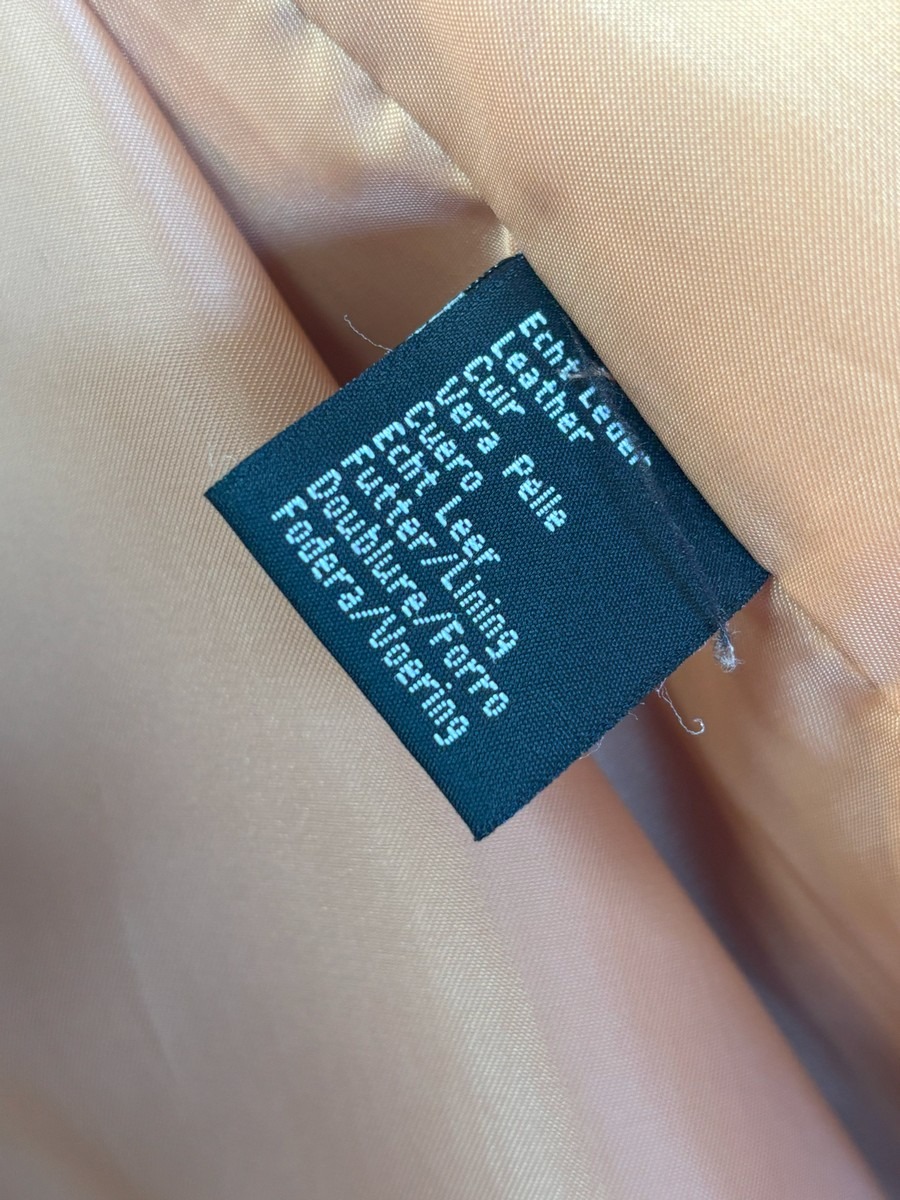 Echt Leder
Leather
Cuir
Vera Pelle
Cuero
Echt Leer
Futter/Lining
Doublure/Forro
Fodera/Voering